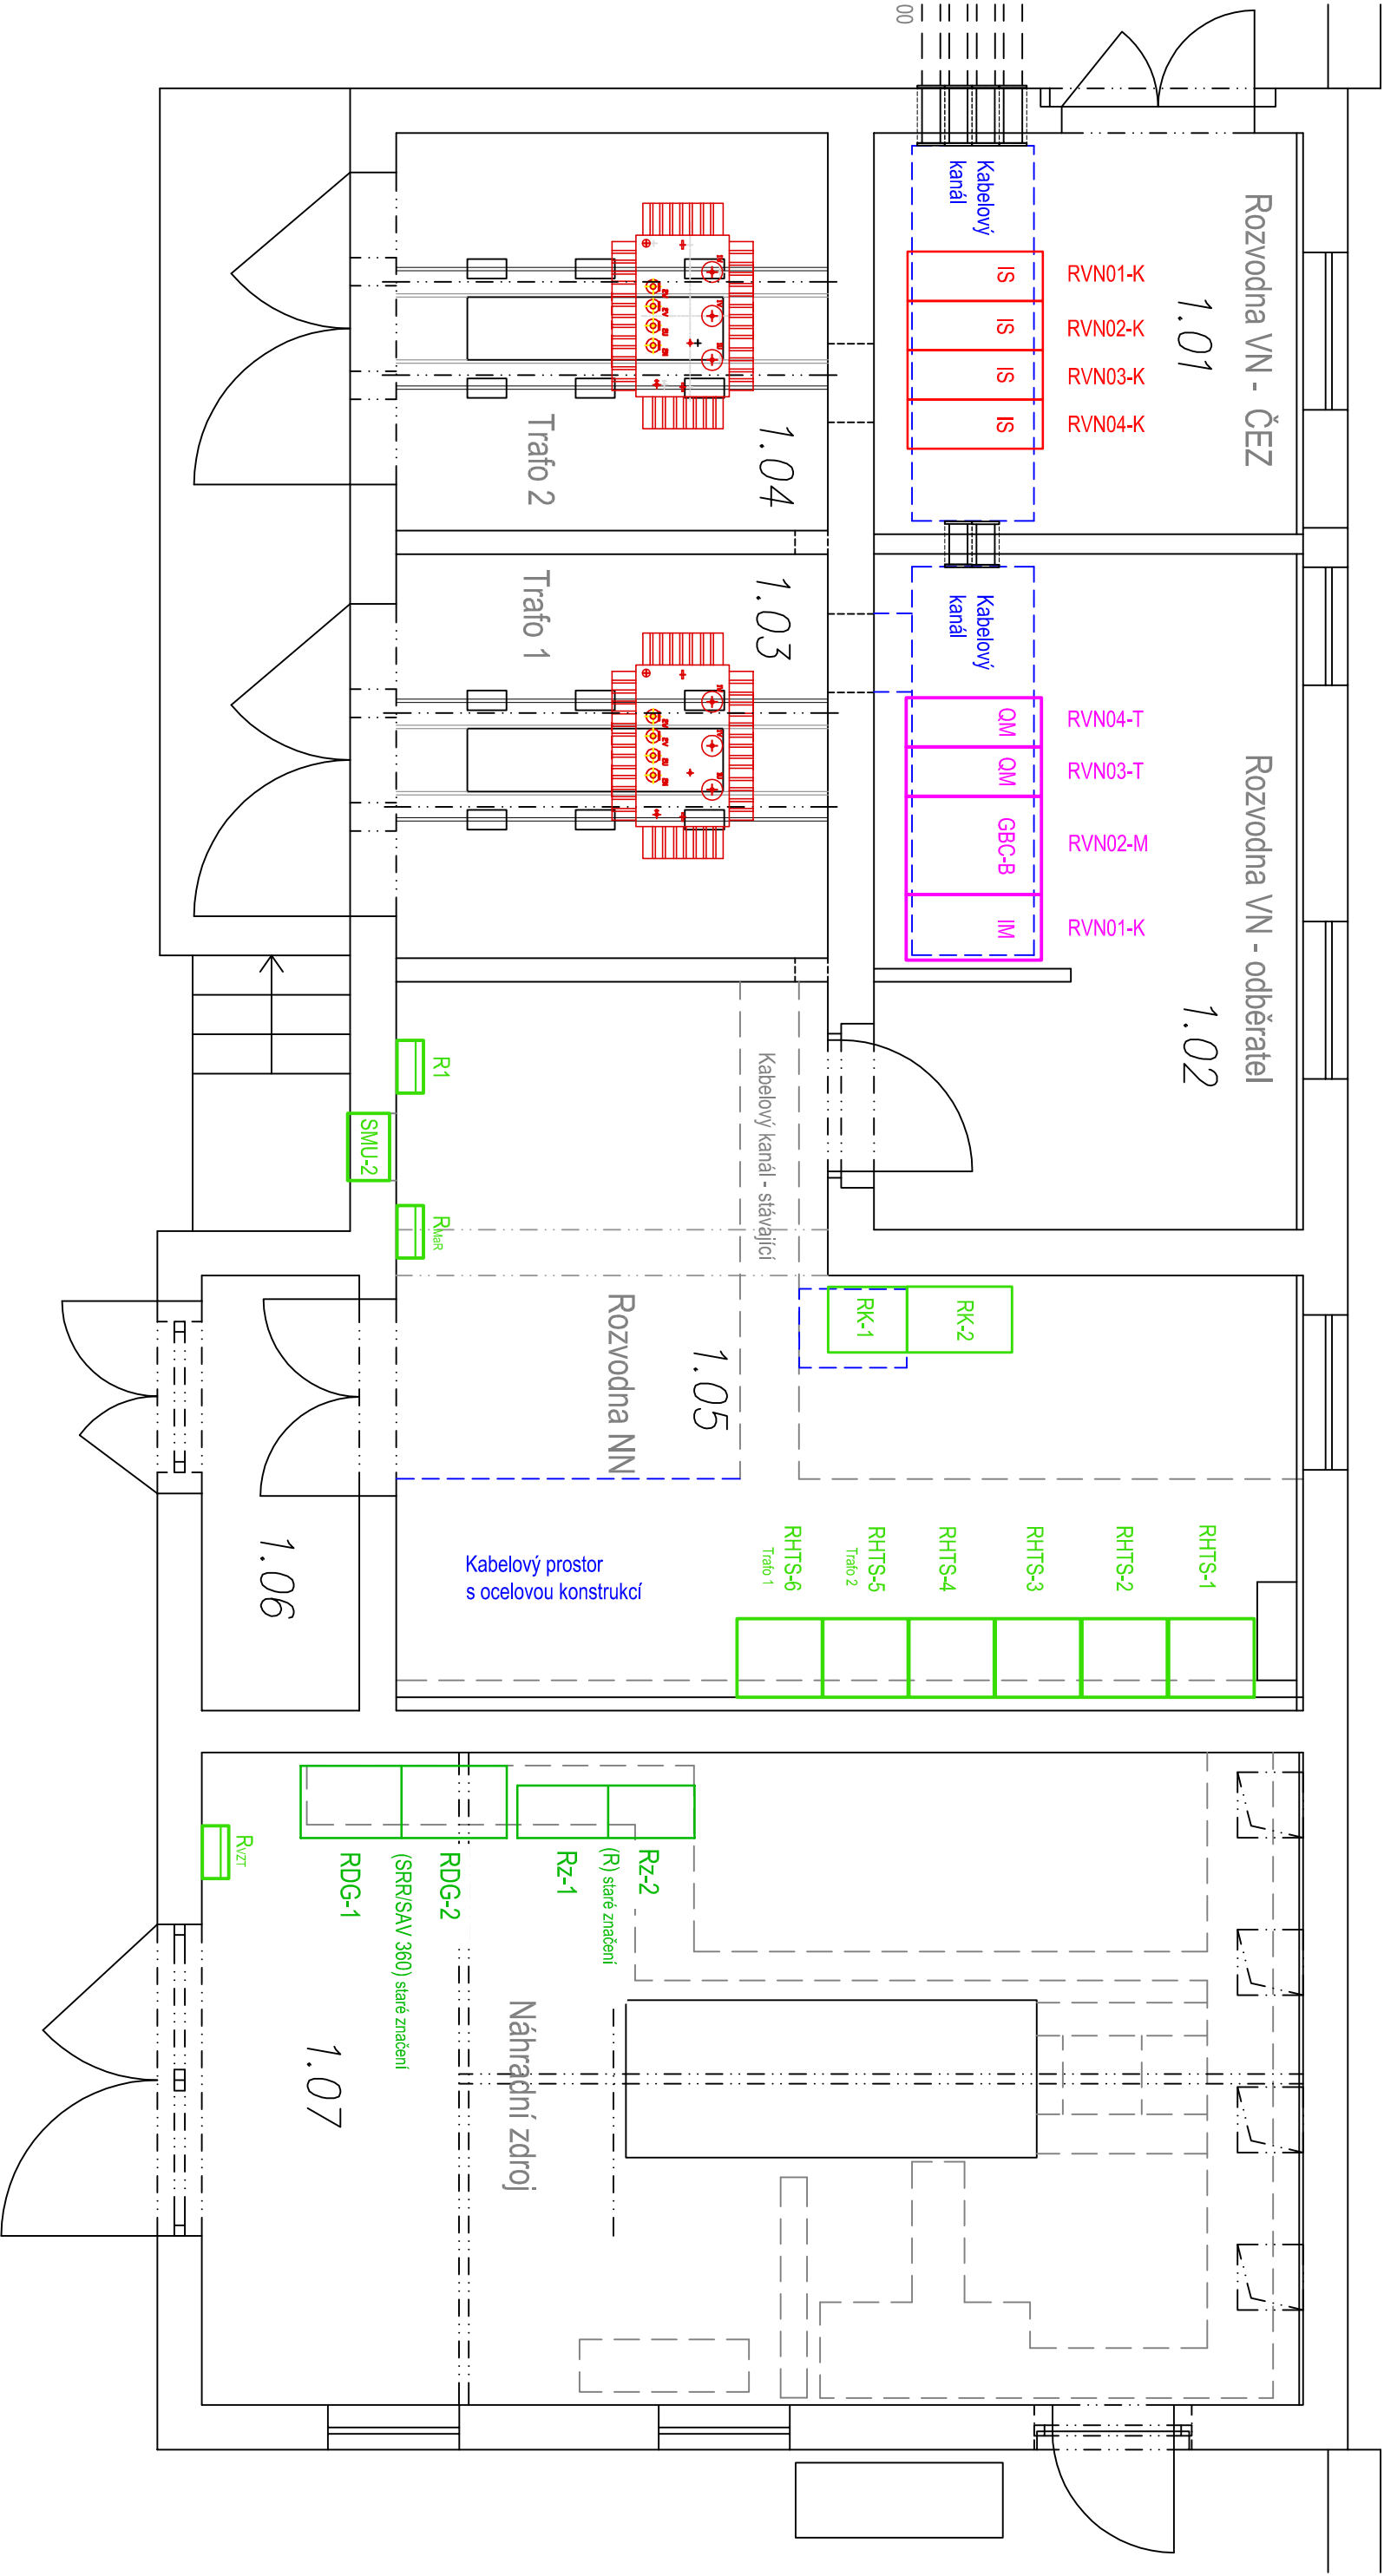 00
Rozvodna VN - ČEZ
1.01
Kabelový
kanál
IS
RVN01-K
IS
RVN02-K
IS
RVN03-K
IS
RVN04-K
Trafo 2
1.04
Trafo 1
1.03
Kabelový
kanál
QM
RVN04-T
QM
RVN03-T
GBC-B
RVN02-M
IM
RVN01-K
Rozvodna VN - odběratel
1.02
R1
SMU-2
RMaR
Kabelový kanál - stávající
RK-1
RK-2
Rozvodna NN
1.05
Kabelový prostor
s ocelovou konstrukcí
RHTS-6
Trafo 1
RHTS-5
Trafo 2
RHTS-4
RHTS-3
RHTS-2
RHTS-1
1.06
RVZT
RDG-1
(SRR/SAV 360) staré značení
RDG-2
Rz-1
(R) staré značení
Rz-2
Náhradní zdroj
1.07